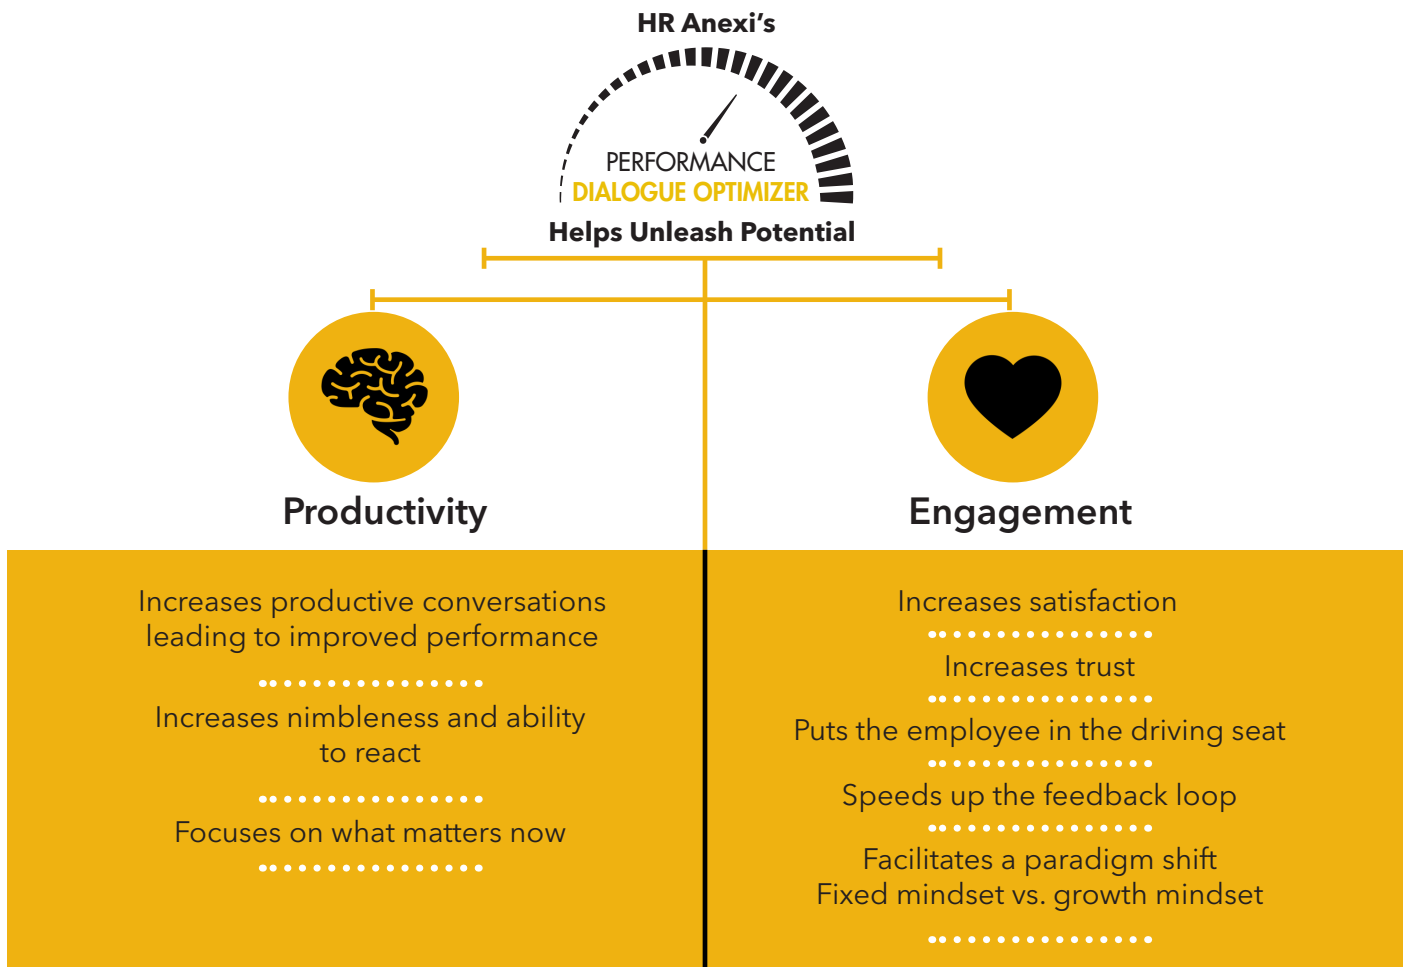 HR Anexi’s
PERFORMANCE
DIALOGUE OPTIMIZER
Helps Unleash Potential
Productivity
Increases productive conversations
leading to improved performance
Increases nimbleness and ability
to react
Focuses on what matters now
Engagement
Increases satisfaction
Increases trust
Puts the employee in the driving seat
Speeds up the feedback loop
Facilitates a paradigm shift
Fixed mindset vs. growth mindset